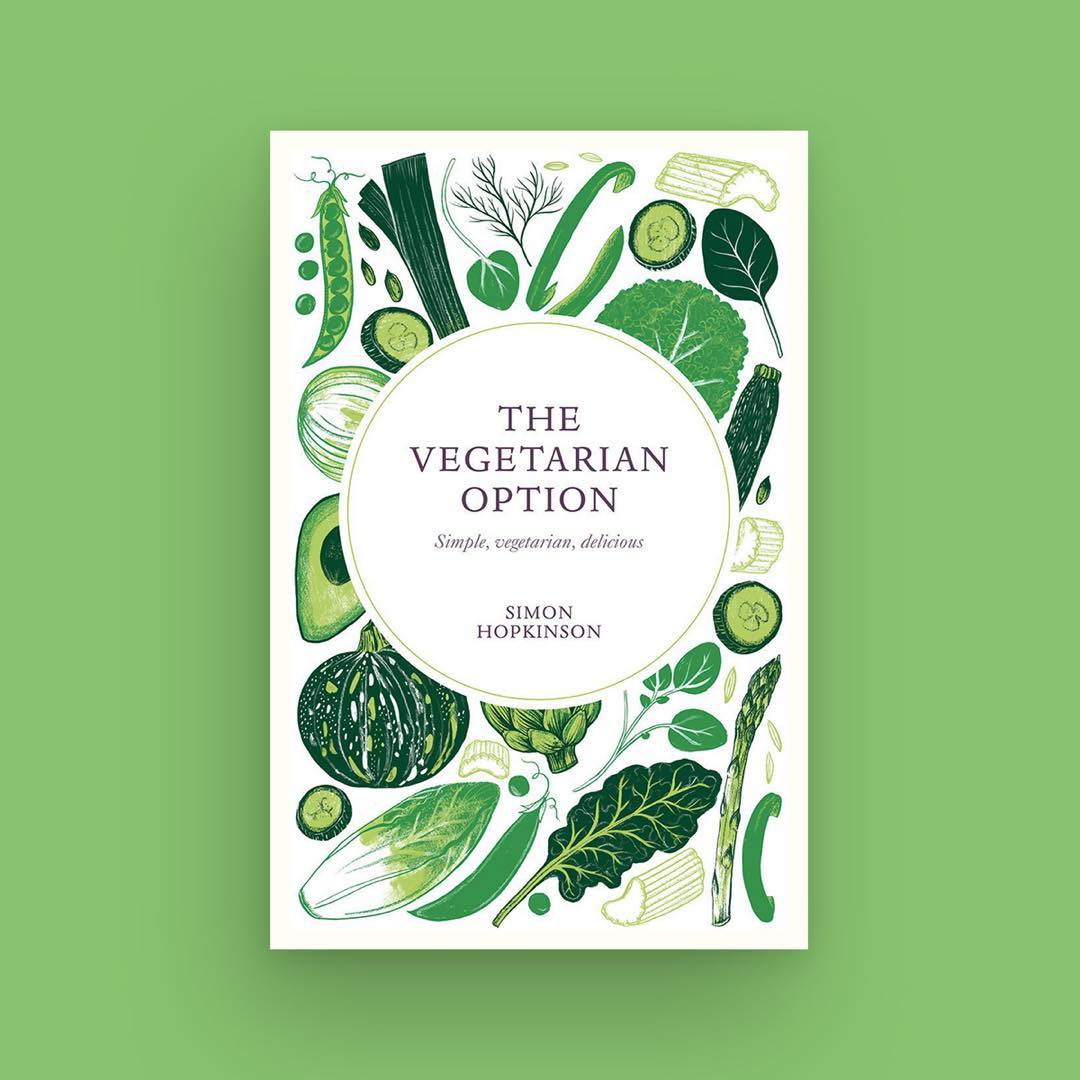 THE
VEGETARIAN
OPTION
Simple, vegetarian, delicious
SIMON
HOPKINSON